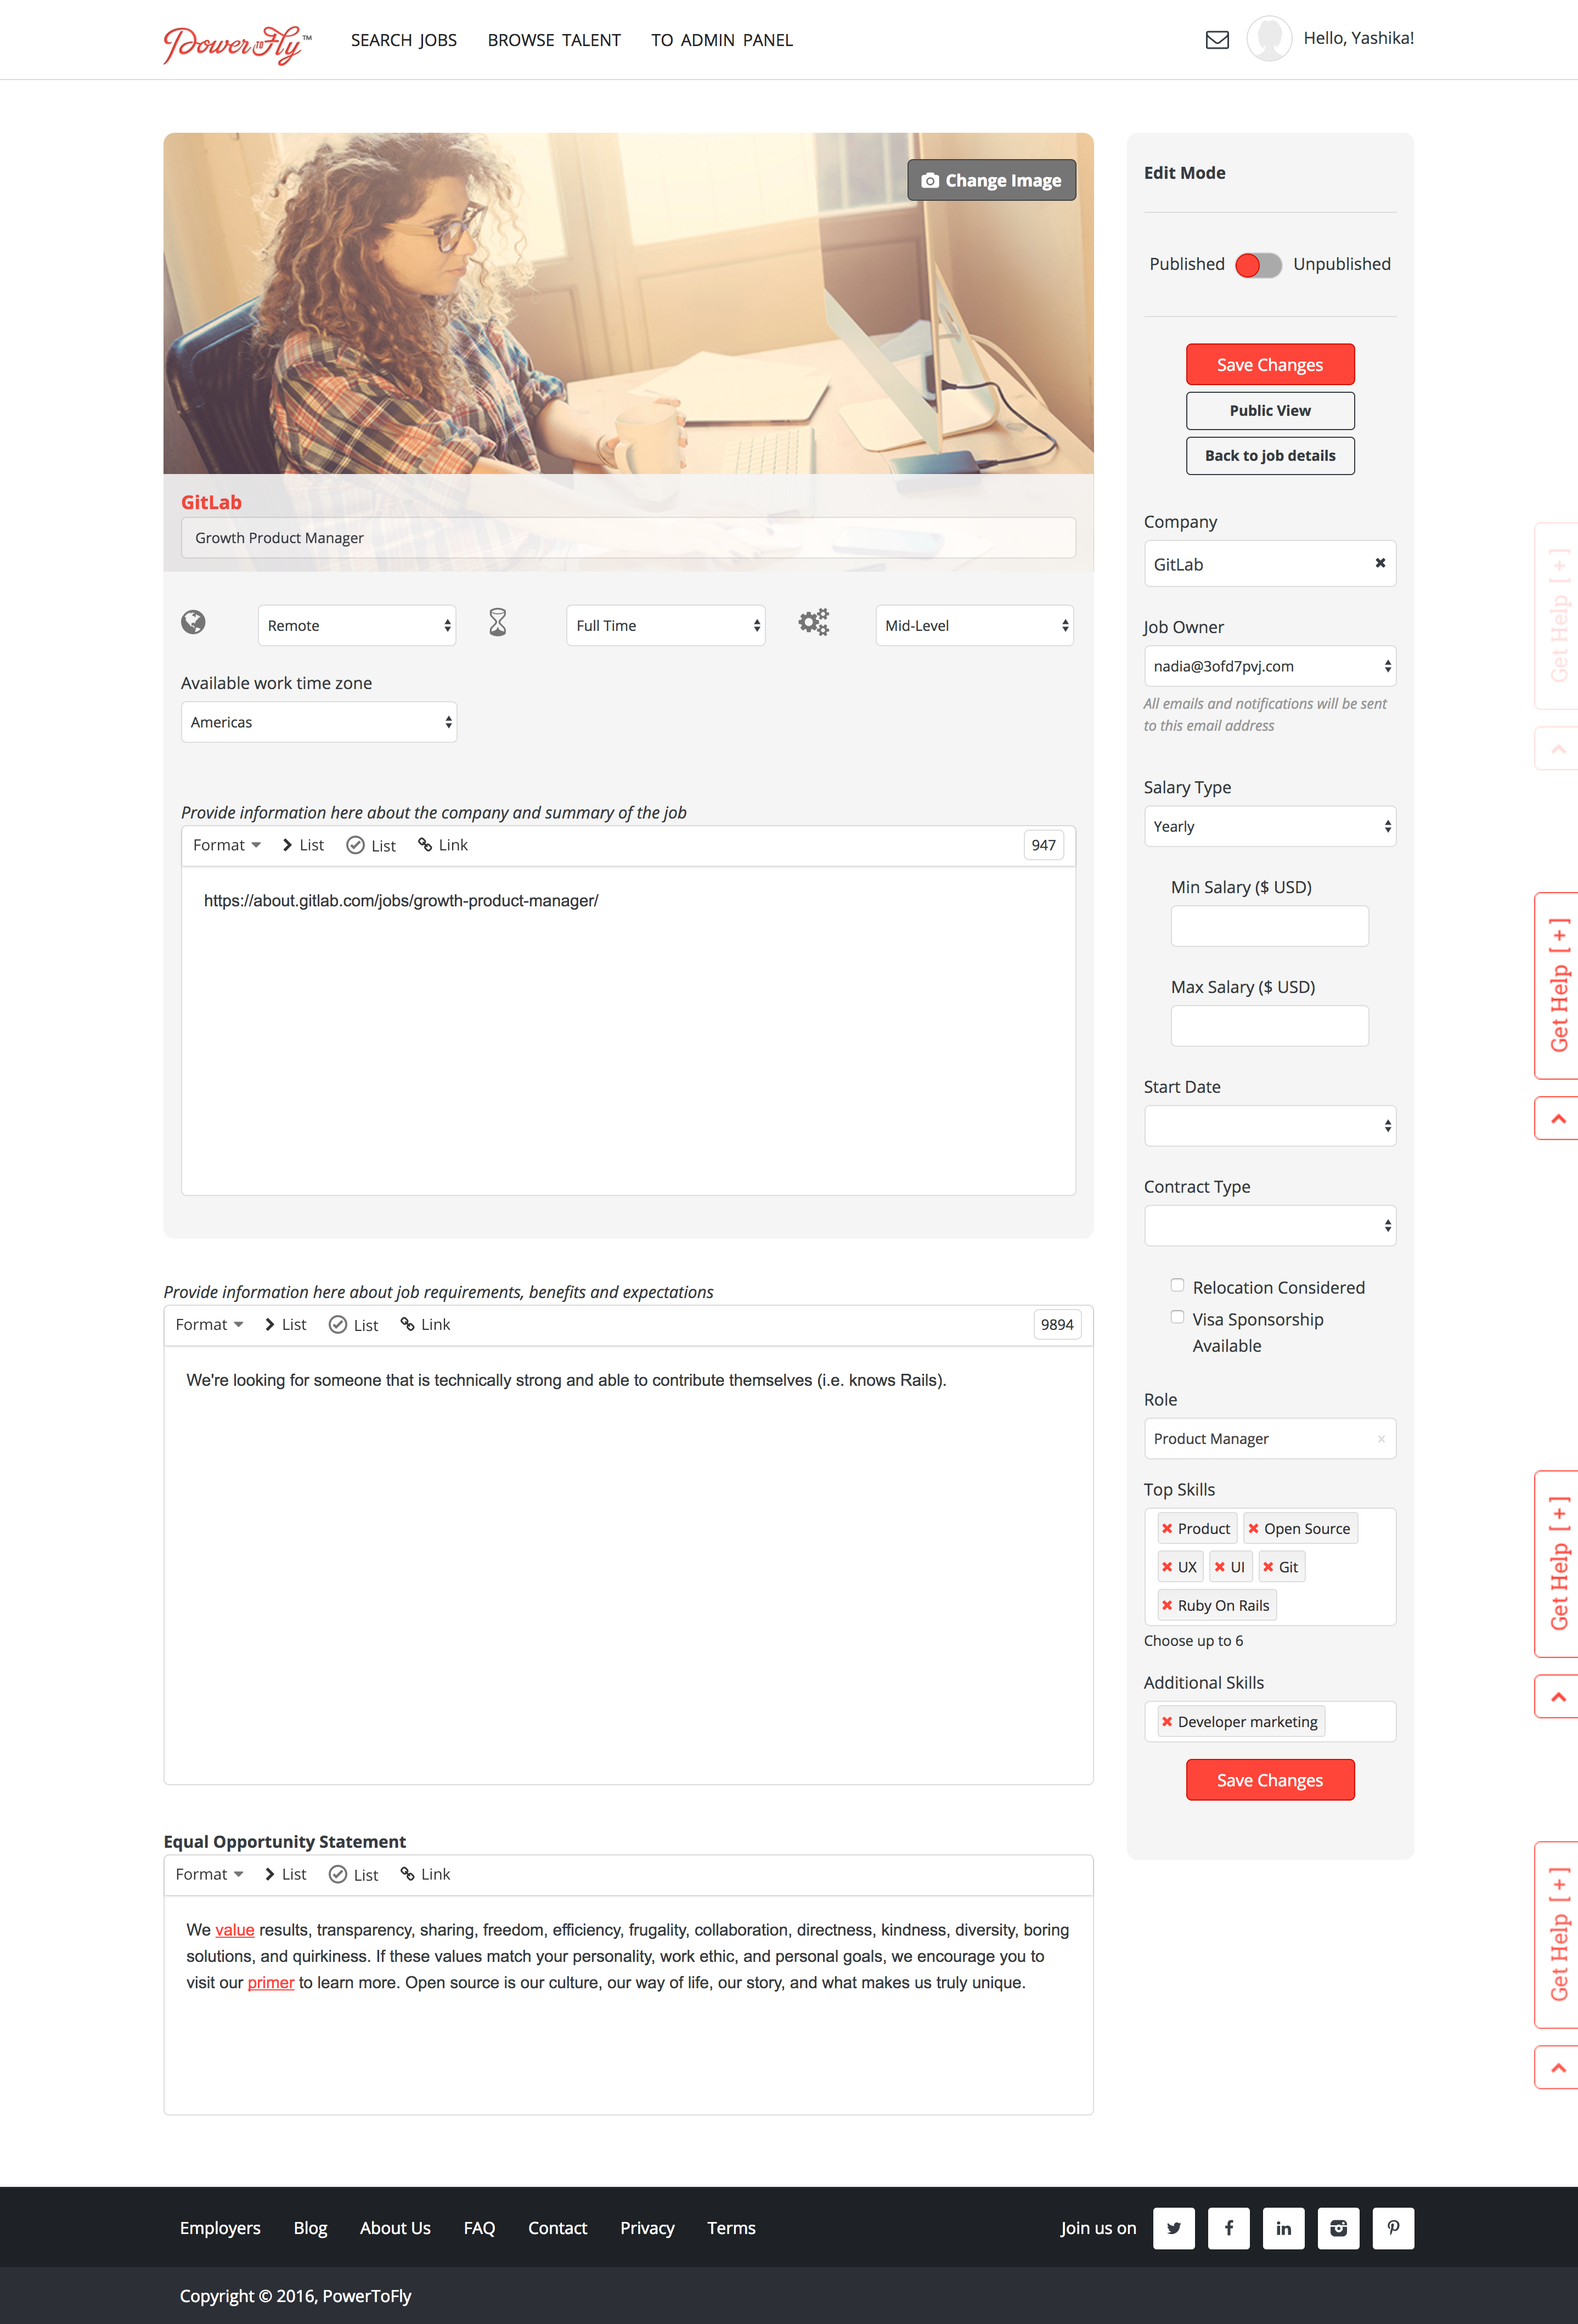 PowerToFly™
SEARCH JOBS BROWSE TALENT TO ADMIN PANEL
Hello, Yashika!
Change Image
GitLab
Growth Product Manager
Remote
Full Time
Mid-Level
Available work time zone
Americas
Provide information here about the company and summary of the job
Format List List Link 947
https://about.gitlab.com/jobs/growth-product-manager/
Provide information here about job requirements, benefits and expectations
Format List List Link 9894
We're looking for someone that is technically strong and able to contribute themselves (i.e. knows Rails).
Equal Opportunity Statement
Format List List Link
We value results, transparency, sharing, freedom, efficiency, frugality, collaboration, directness, kindness, diversity, boring
solutions, and quirkiness. If these values match your personality, work ethic, and personal goals, we encourage you to
visit our primer to learn more. Open source is our culture, our way of life, our story, and what makes us truly unique.
Edit Mode
Published Unpublished
Save Changes
Public View
Back to job details
Company
GitLab
Job Owner
nadia@3ofd7pvj.com
All emails and notifications will be sent
to this email address
Salary Type
Yearly
Min Salary ($ USD)
Max Salary ($ USD)
Start Date
Contract Type
Relocation Considered
Visa Sponsorship
Available
Role
Product Manager
Top Skills
Product Open Source
UX UI Git
Ruby On Rails
Choose up to 6
Additional Skills
Developer marketing
Save Changes
Get Help [+]
Get Help [+]
Get Help [+]
Get Help [+]
Employers Blog About Us FAQ Contact Privacy Terms
Join us on
Copyright © 2016, PowerToFly